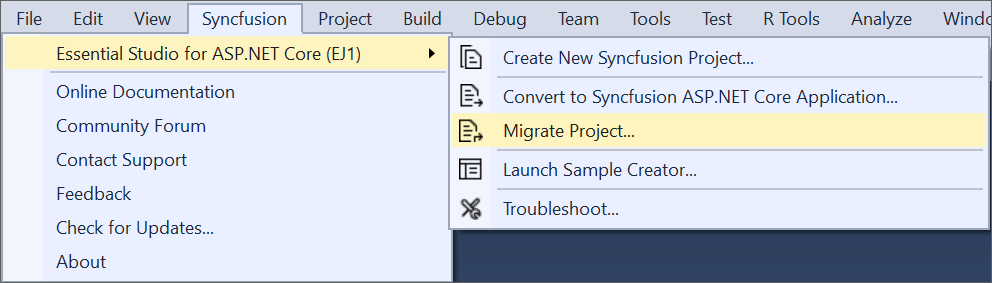 File Edit View Syncfusion Project Build Debug Team Tools Test R Tools Analyze
Essential Studio for ASP.NET Core (EJ1)
Online Documentation
Community Forum
Contact Support
Feedback
Check for Updates...
About
Create New Syncfusion Project...
Convert to Syncfusion ASP.NET Core Application...
Migrate Project...
Launch Sample Creator...
Troubleshoot...